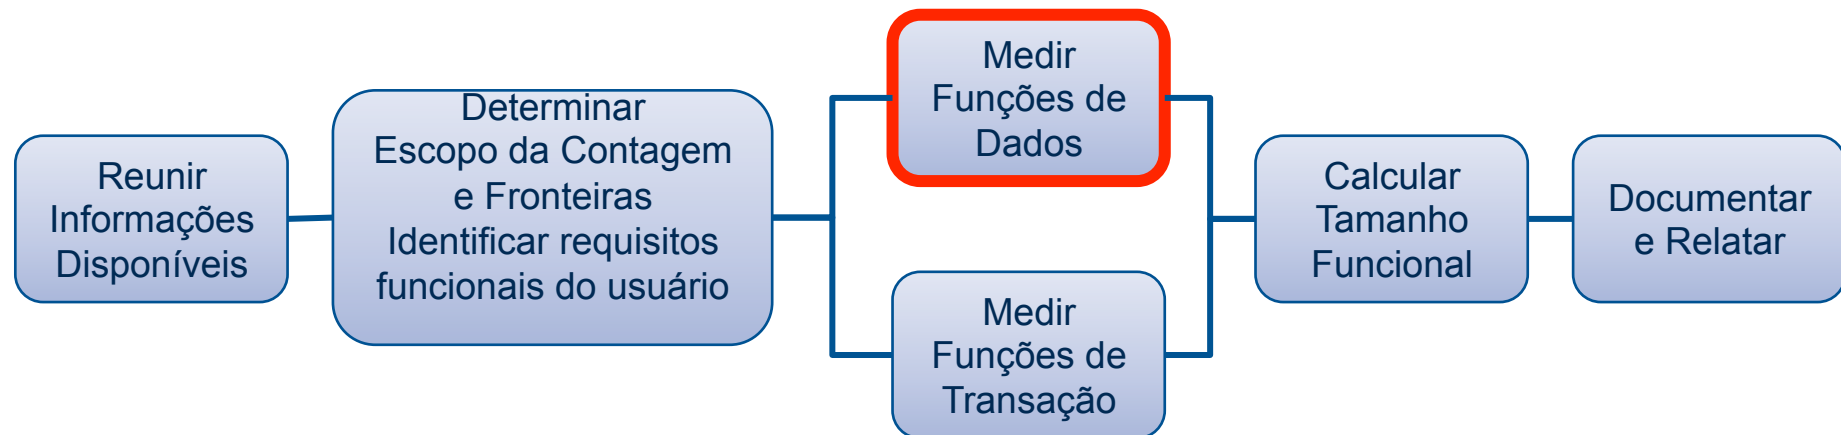 Reunir
Informações
Disponíveis
Determinar
Escopo da Contagem
e Fronteiras
Identificar requisitos
funcionais do usuário
Medir
Funções de
Dados
Medir
Funções de
Transação
Calcular
Tamanho
Funcional
Documentar
e Relatar